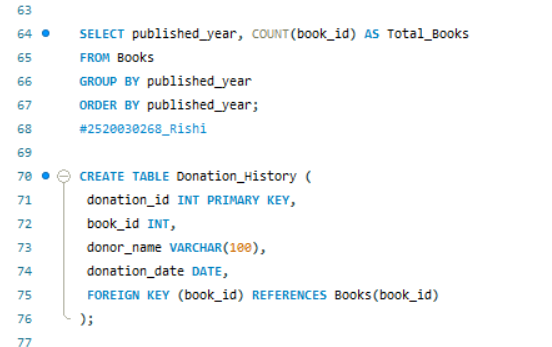 63
64 SELECT published_year, COUNT(book_id) AS Total_Books
65 FROM Books
66 GROUP BY published_year
67 ORDER BY published_year;
68 #2520030268_Rishi
69
70 CREATE TABLE Donation_History (
71 donation_id INT PRIMARY KEY,
72 book_id INT,
73 donor_name VARCHAR(100),
74 donation_date DATE,
75 FOREIGN KEY (book_id) REFERENCES Books(book_id)
76 );
77